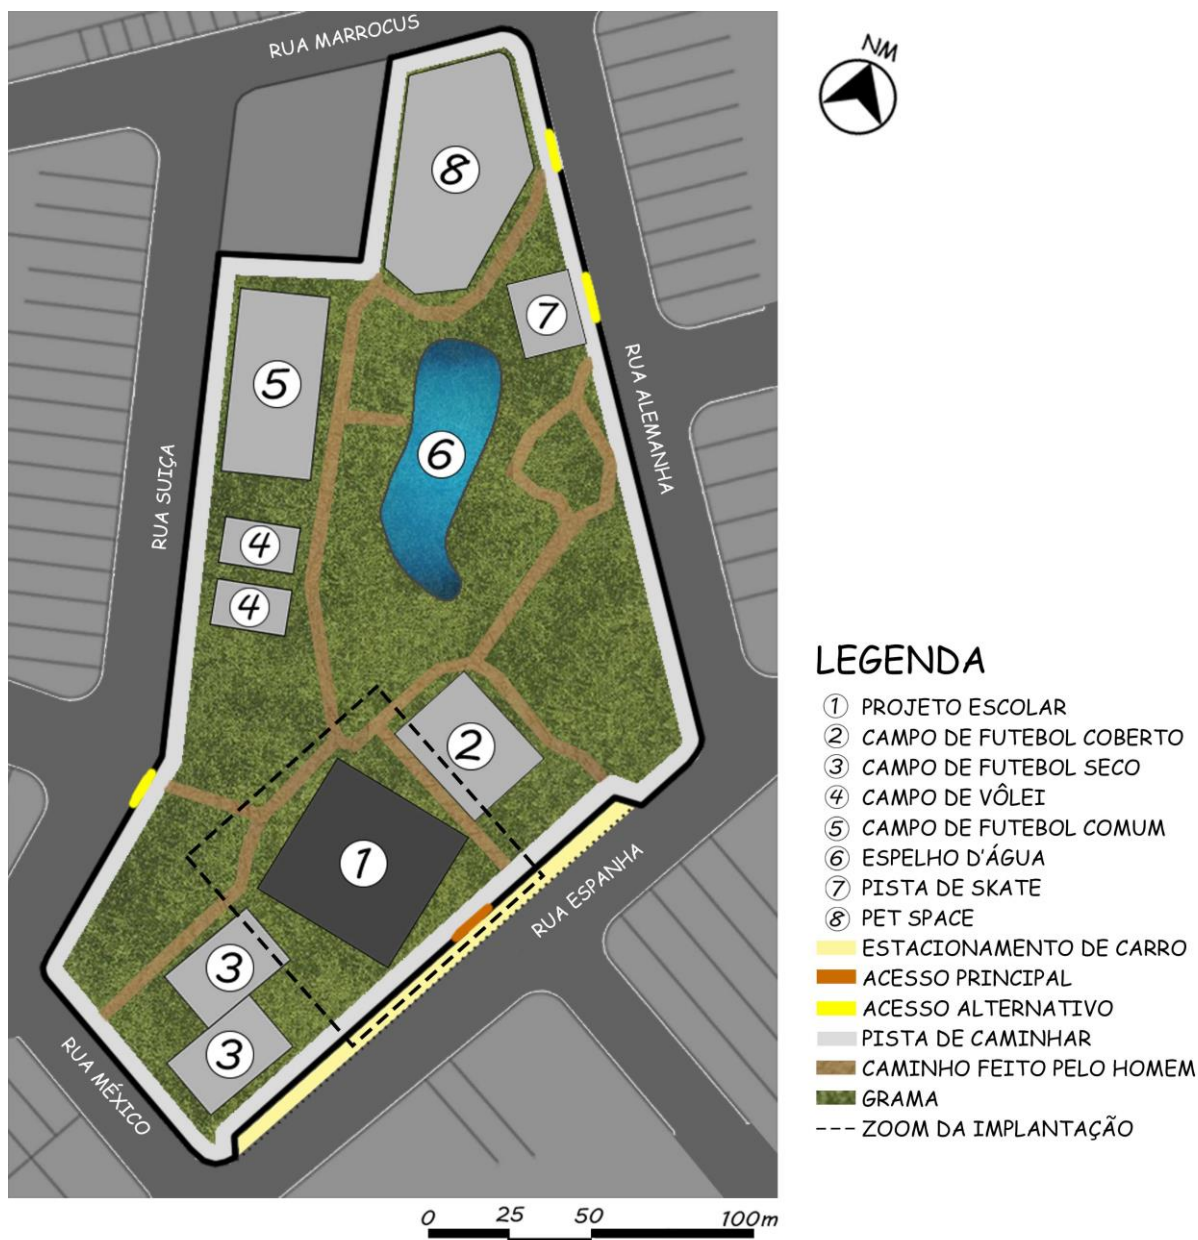 RUA MARROCUS
NM
8
7
5
RUA ALEMANHA
6
RUA SUIÇA
4
4
2
1
RUA ESPANHA
3
3
RUA MÉXICO
LEGENDA
1 PROJETO ESCOLAR
2 CAMPO DE FUTEBOL COBERTO
3 CAMPO DE FUTEBOL SECO
4 CAMPO DE VÔLEI
5 CAMPO DE FUTEBOL COMUM
6 ESPELHO D'ÁGUA
7 PISTA DE SKATE
8 PET SPACE
ESTACIONAMENTO DE CARRO
ACESSO PRINCIPAL
ACESSO ALTERNATIVO
PISTA DE CAMINHAR
CAMINHO FEITO PELO HOMEM
GRAMA
ZOOM DA IMPLANTAÇÃO
0 25 50 100m